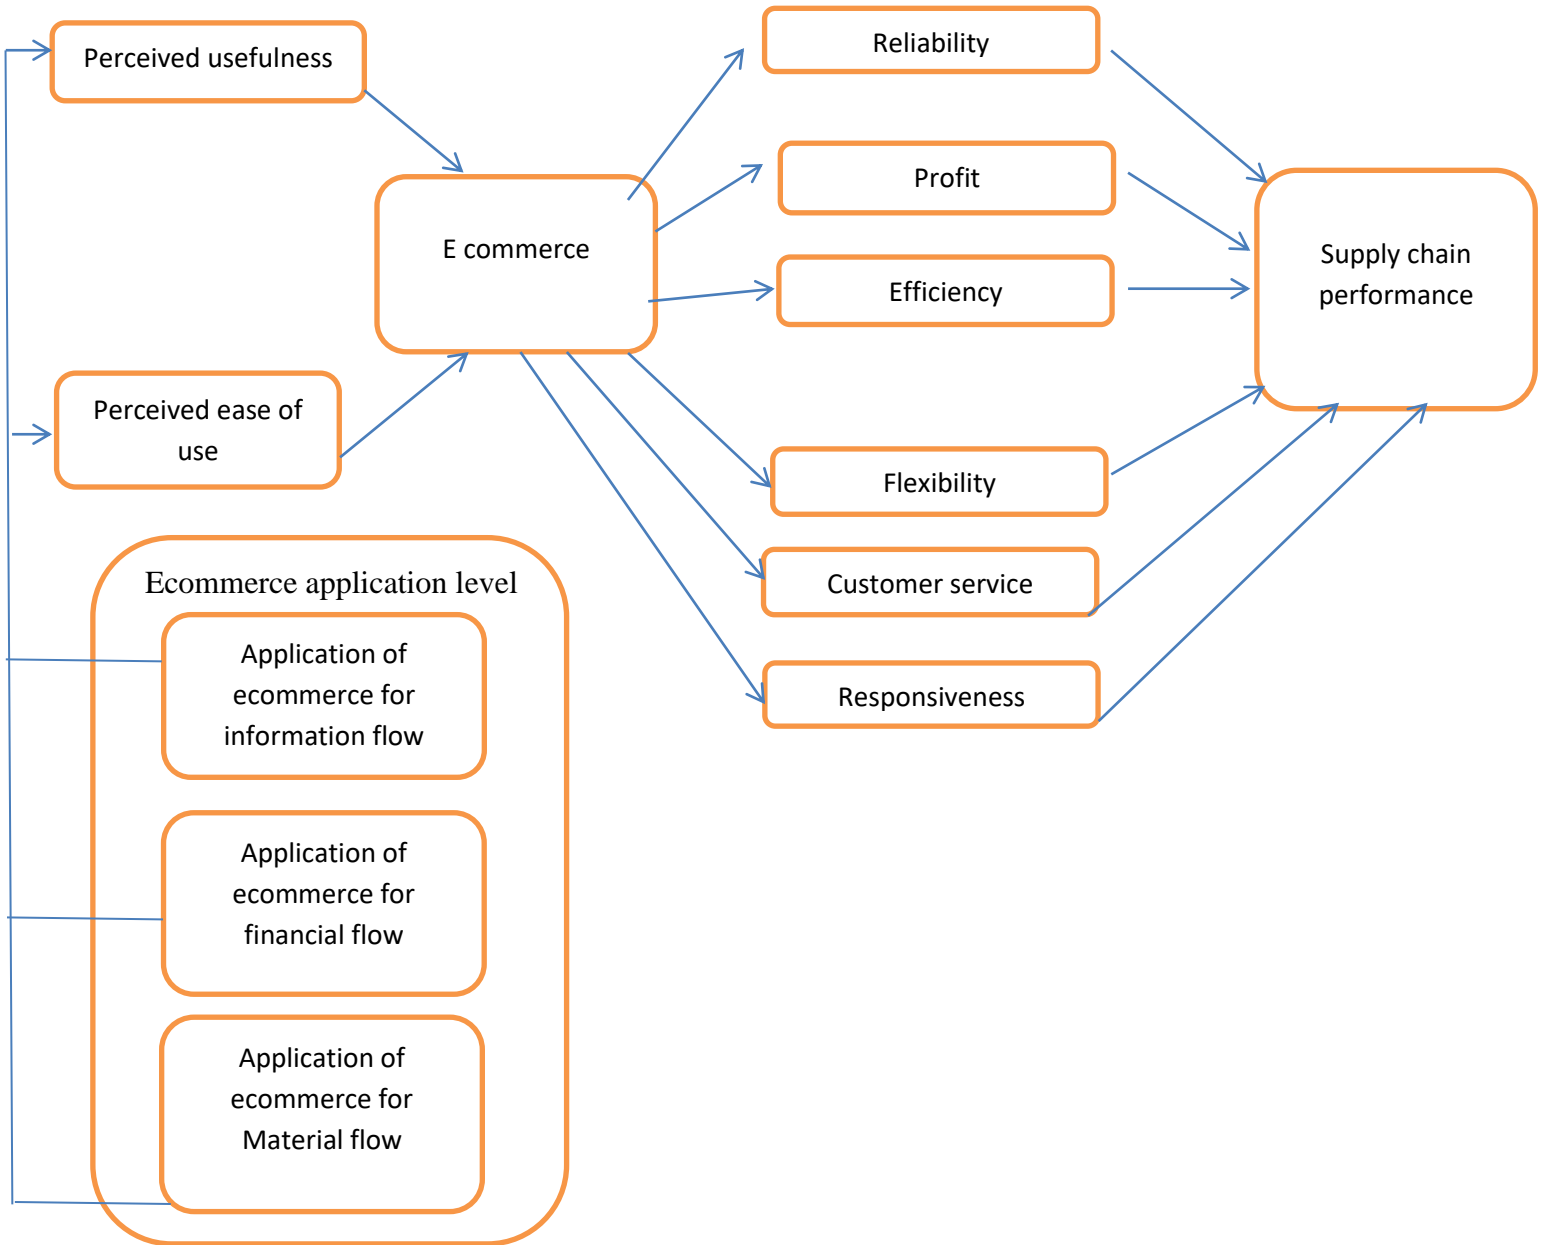 Perceived usefulness
Reliability
Profit
E commerce
Supply chain
performance
Efficiency
Perceived ease of
use
Flexibility
Ecommerce application level
Customer service
Application of
ecommerce for
information flow
Responsiveness
Application of
ecommerce for
financial flow
Application of
ecommerce for
Material flow